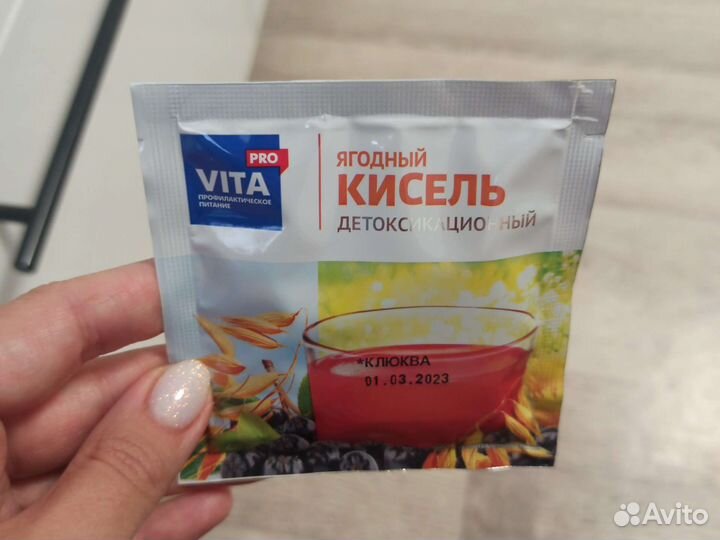 PRO
VITA
ПРОФИЛАКТИЧЕСКОЕ
ПИТАНИЕ
ЯГОДНЫЙ
КИСЕЛЬ
ДЕТОКСИКАЦИОННЫЙ
*КЛЮКВА
01.03.2023
Avito